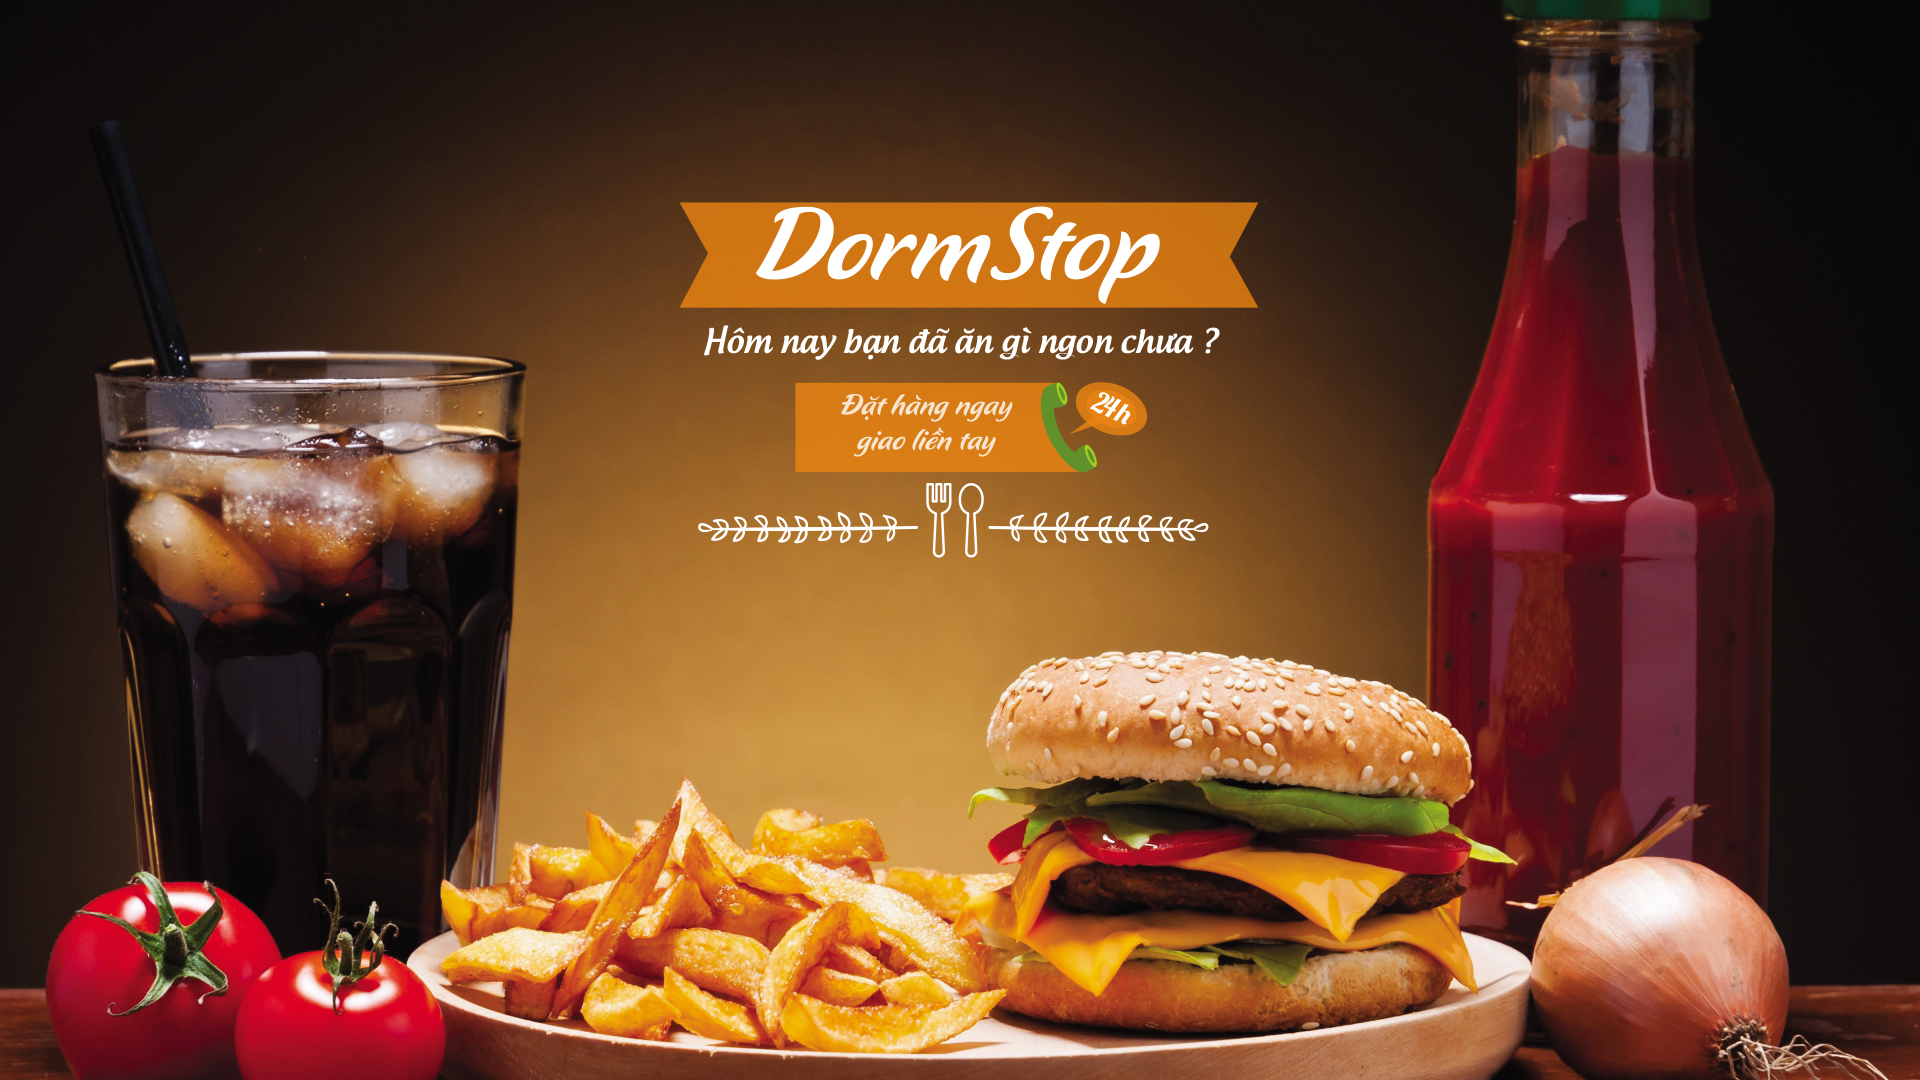 DormStop
Hôm nay bạn đã ăn gì ngon chưa ?
Đặt hàng ngay
giao liền tay
24h